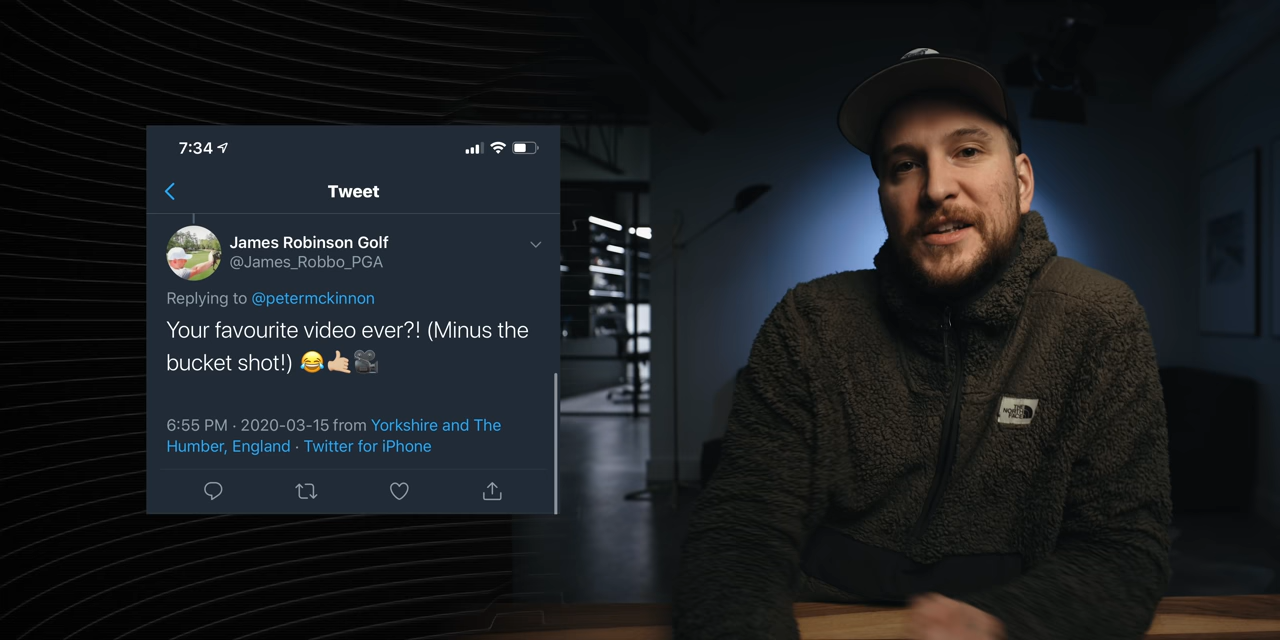 7:34
Tweet
James Robinson Golf
@James_Robbo_PGA
Replying to @petermckinnon
Your favourite video ever?! (Minus the
bucket shot!) 😂🤙🏼🎥
6:55 PM · 2020-03-15 from Yorkshire and The
Humber, England · Twitter for iPhone
THE
NORTH
FACE